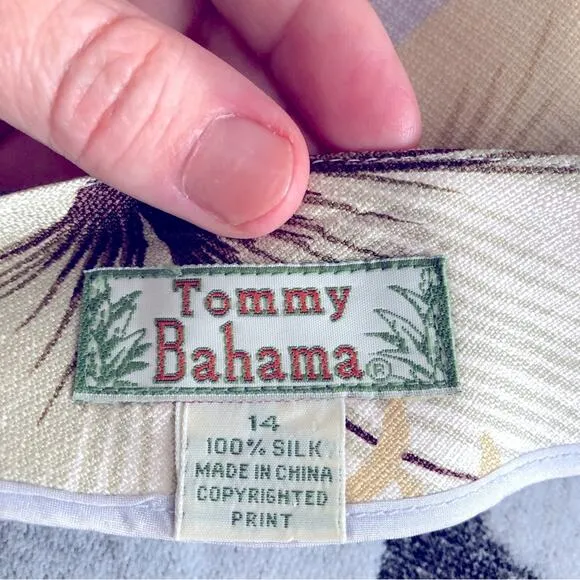 Tommy
Bahama®
14
100% SILK
MADE IN CHINA
COPYRIGHTED
PRINT